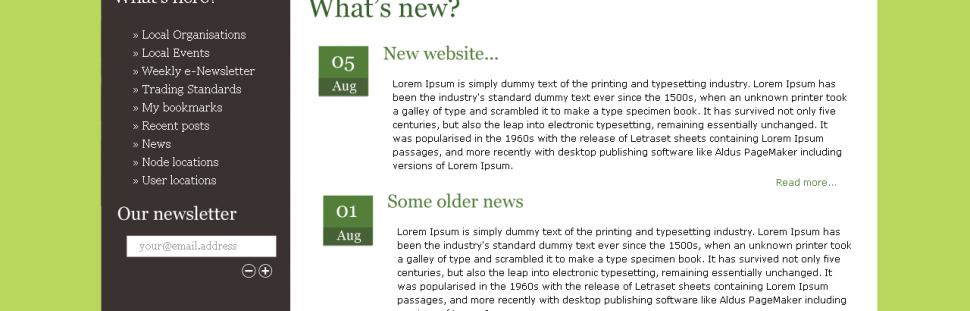 What's here?
» Local Organisations
» Local Events
» Weekly e-Newsletter
» Trading Standards
» My bookmarks
» Recent posts
» News
» Node locations
» User locations
Our newsletter
your@email.address
What's new?
05
Aug
New website...
Lorem Ipsum is simply dummy text of the printing and typesetting industry. Lorem Ipsum has
been the industry's standard dummy text ever since the 1500s, when an unknown printer took
a galley of type and scrambled it to make a type specimen book. It has survived not only five
centuries, but also the leap into electronic typesetting, remaining essentially unchanged. It
was popularised in the 1960s with the release of Letraset sheets containing Lorem Ipsum
passages, and more recently with desktop publishing software like Aldus PageMaker including
versions of Lorem Ipsum.
Read more...
01
Aug
Some older news
Lorem Ipsum is simply dummy text of the printing and typesetting industry. Lorem Ipsum has
been the industry's standard dummy text ever since the 1500s, when an unknown printer took
a galley of type and scrambled it to make a type specimen book. It has survived not only five
centuries, but also the leap into electronic typesetting, remaining essentially unchanged. It
was popularised in the 1960s with the release of Letraset sheets containing Lorem Ipsum
passages, and more recently with desktop publishing software like Aldus PageMaker including